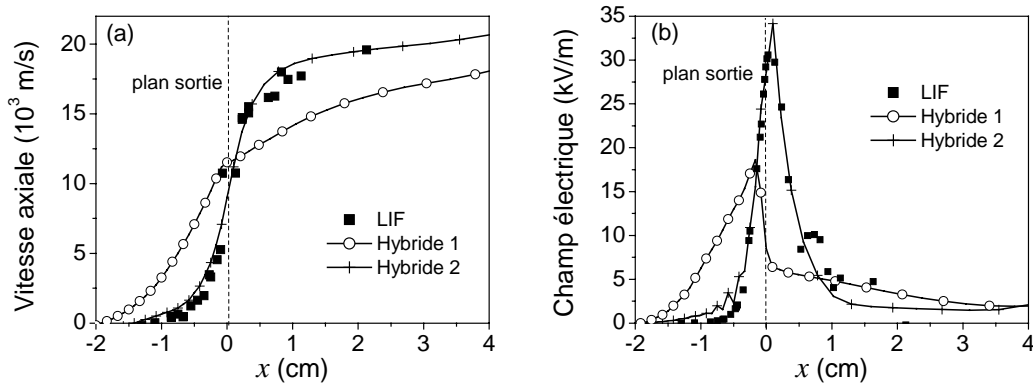 (a)
plan sortie
LIF
Hybride 1
Hybride 2
Vitesse axiale (10³ m/s)
20
15
10
5
0
-2 -1 0 1 2 3 4
x (cm)
(b)
plan sortie
LIF
Hybride 1
Hybride 2
Champ électrique (kV/m)
35
30
25
20
15
10
5
0
-2 -1 0 1 2 3 4
x (cm)